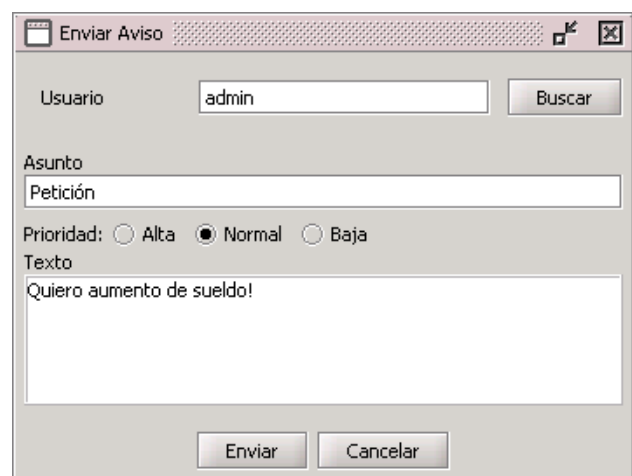 Enviar Aviso
Usuario admin Buscar
Asunto
Petición
Prioridad: Alta Normal Baja
Texto
Quiero aumento de sueldo!
Enviar Cancelar